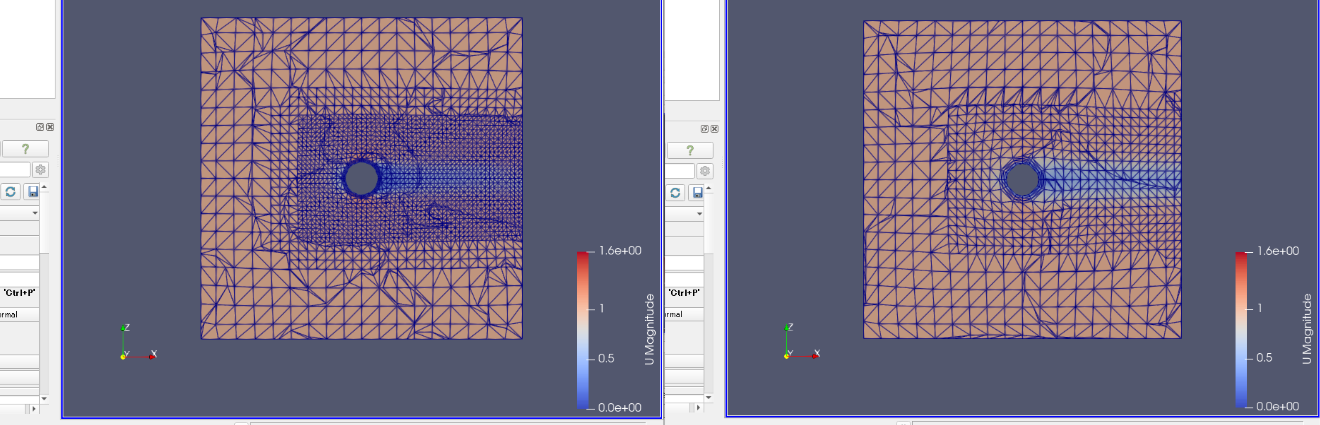 ?
'Ctrl+P'
rmal
1.6e+00
1
0.5
0.0e+00
U Magnitude
Z
Y
X
?
'Ctrl+P'
rmal
1.6e+00
1
0.5
0.0e+00
U Magnitude
Z
Y
X